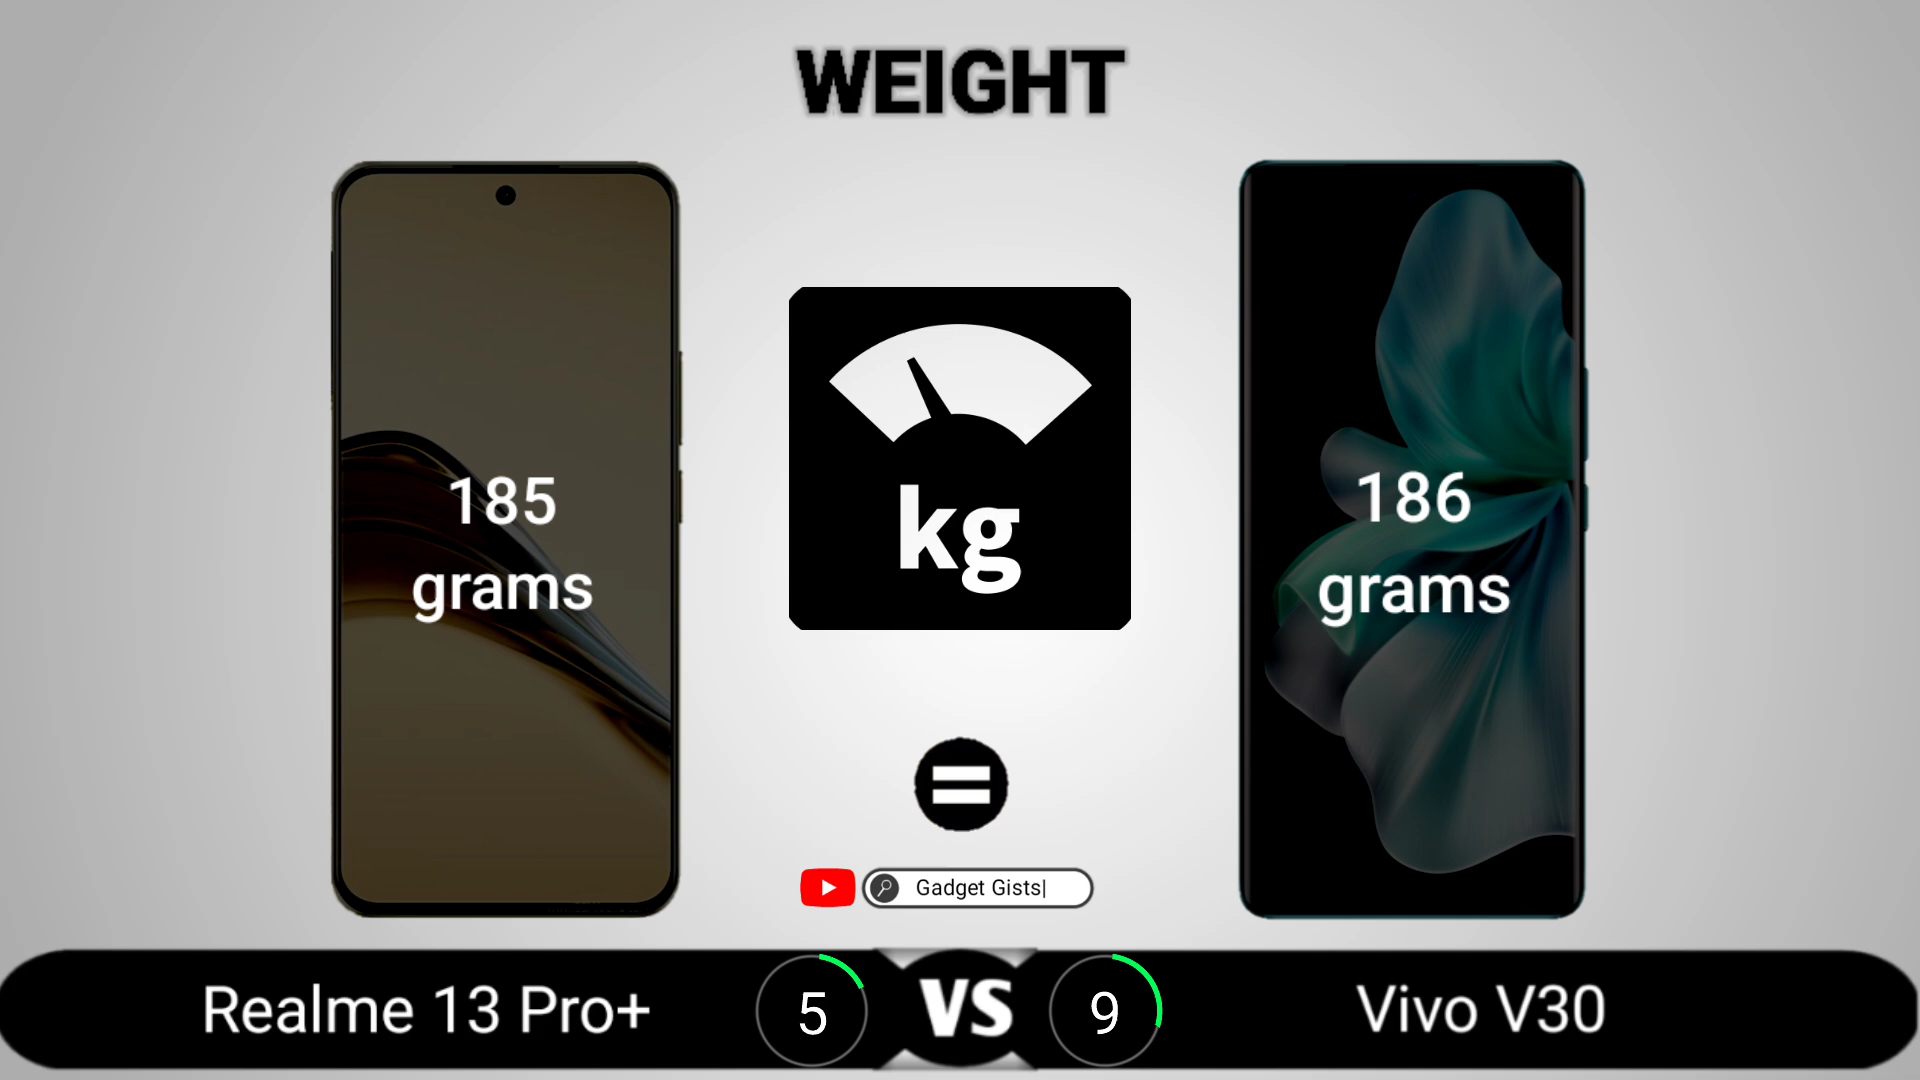 WEIGHT
185
grams
kg
186
grams
Gadget Gists|
Realme 13 Pro+
5
VS
9
Vivo V30